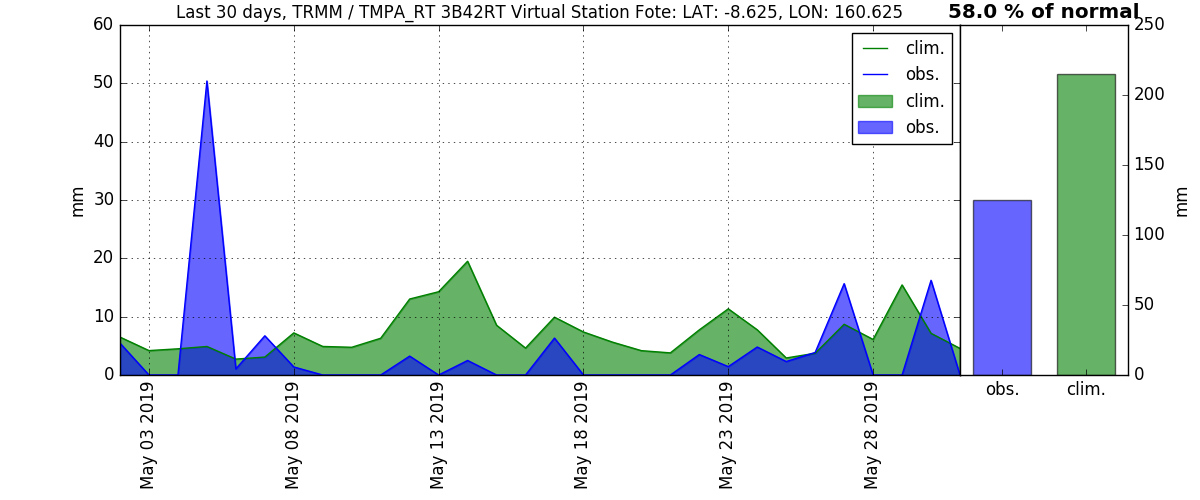 Last 30 days, TRMM / TMPA_RT 3B42RT Virtual Station Fote: LAT: -8.625, LON: 160.625
58.0 % of normal
60
50
40
30
20
10
0
mm
clim.
obs.
clim.
obs.
May 03 2019
May 08 2019
May 13 2019
May 18 2019
May 23 2019
May 28 2019
250
200
150
100
50
0
mm
obs.
clim.